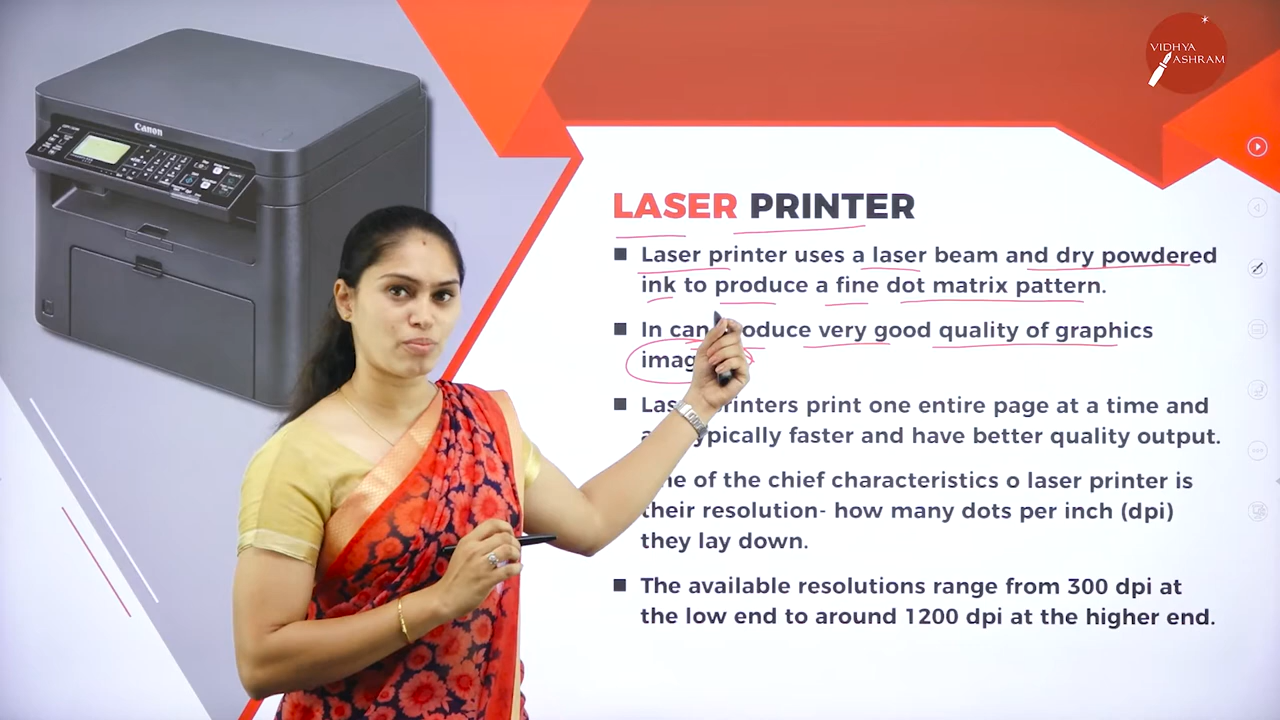 VIDHYA
ASHRAM
Canon
LASER PRINTER
Laser printer uses a laser beam and dry powdered
ink to produce a fine dot matrix pattern.
In can produce very good quality of graphics
imag
Laser printers print one entire page at a time and
typically faster and have better quality output.
of the chief characteristics o laser printer is
their resolution- how many dots per inch (dpi)
they lay down.
The available resolutions range from 300 dpi at
the low end to around 1200 dpi at the higher end.